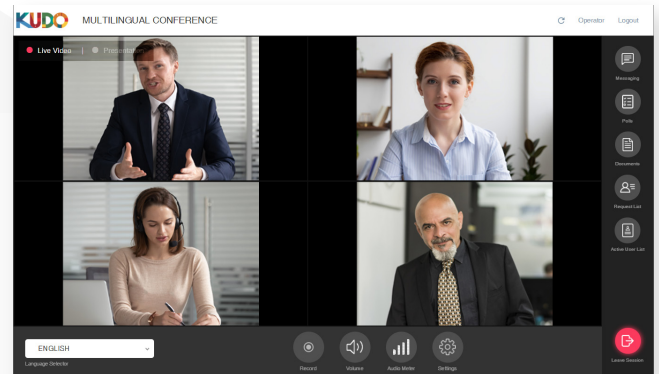 KUDO MULTILINGUAL CONFERENCE
Operator Logout
Live Video | Presentation
Messaging
Polls
Documents
Request List
Active User List
ENGLISH
Language Selector
Record Volume Audio Meter Settings
Leave Session